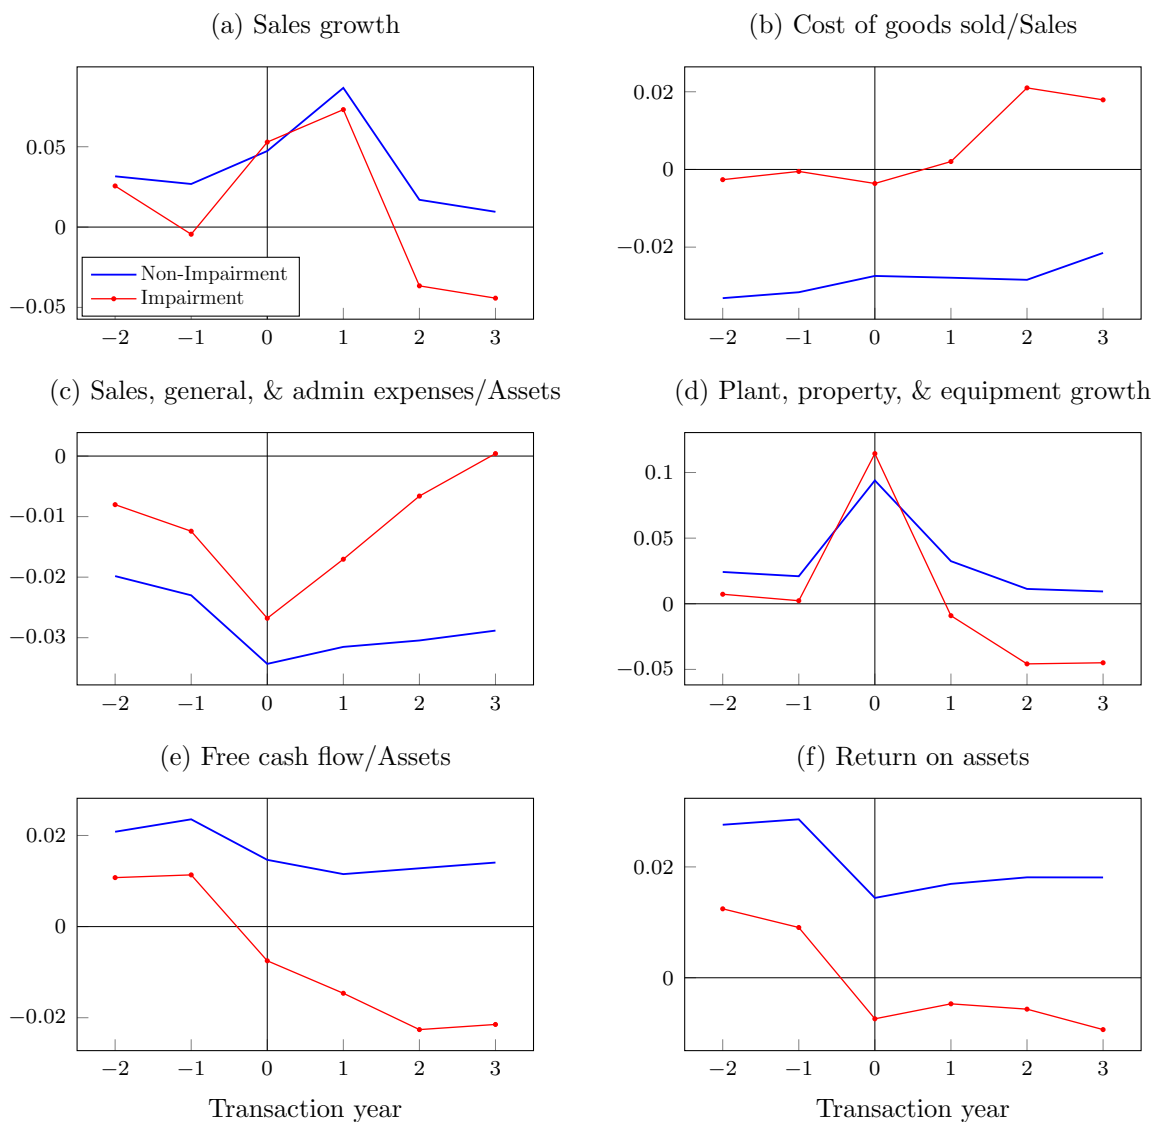 (a) Sales growth
0.05
0
−0.05
Non-Impairment
Impairment
−2 −1 0 1 2 3
(b) Cost of goods sold/Sales
0.02
0
−0.02
−2 −1 0 1 2 3
(c) Sales, general, & admin expenses/Assets
0
−0.01
−0.02
−0.03
−2 −1 0 1 2 3
(d) Plant, property, & equipment growth
0.1
0.05
0
−0.05
−2 −1 0 1 2 3
(e) Free cash flow/Assets
0.02
0
−0.02
−2 −1 0 1 2 3
Transaction year
(f) Return on assets
0.02
0
−2 −1 0 1 2 3
Transaction year